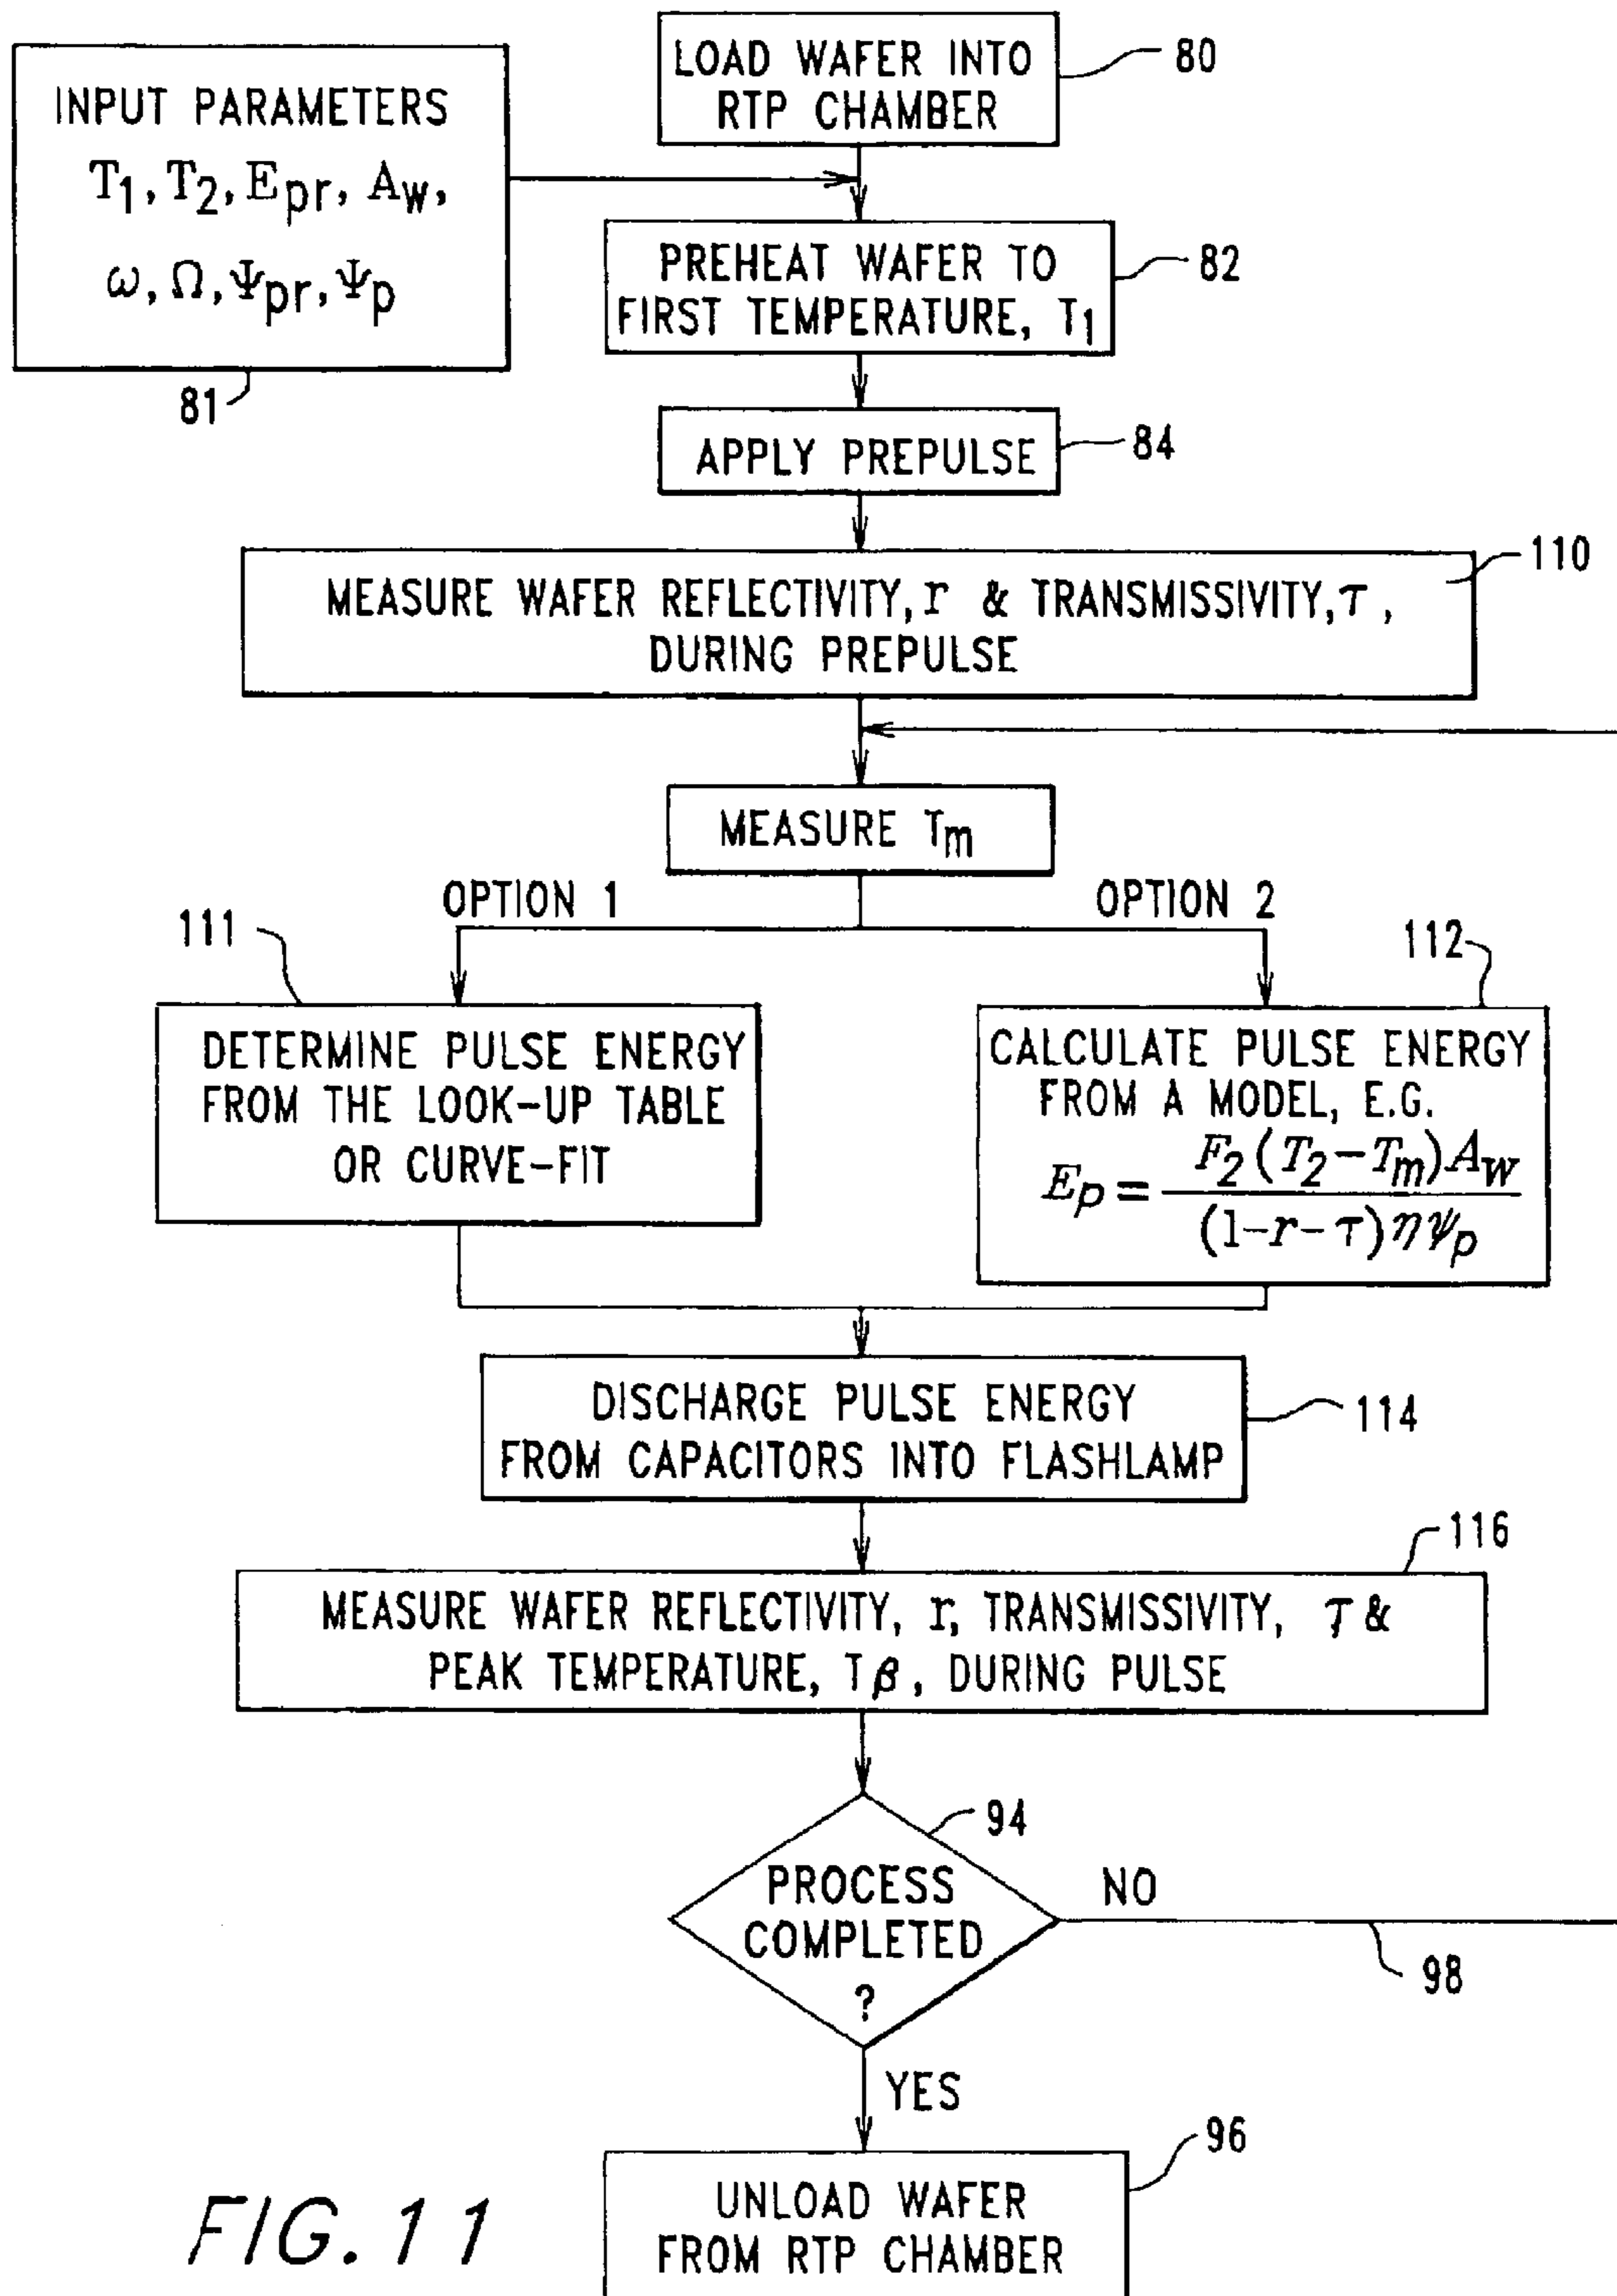 LOAD WAFER INTO
RTP CHAMBER
80
INPUT PARAMETERS
T1, T2, Epr, Aw,
ω, Ω, Ψpr, Ψp
81
PREHEAT WAFER TO
FIRST TEMPERATURE, T1
82
APPLY PREPULSE
84
MEASURE WAFER REFLECTIVITY, r & TRANSMISSIVITY, τ,
DURING PREPULSE
110
MEASURE Tm
OPTION 1
OPTION 2
111
DETERMINE PULSE ENERGY
FROM THE LOOK-UP TABLE
OR CURVE-FIT
112
CALCULATE PULSE ENERGY
FROM A MODEL, E.G.
Ep = F2 (T2-Tm) Aw / (1-r-τ) η ψp
DISCHARGE PULSE ENERGY
FROM CAPACITORS INTO FLASHLAMP
114
116
MEASURE WAFER REFLECTIVITY, r, TRANSMISSIVITY, τ &
PEAK TEMPERATURE, Tβ, DURING PULSE
94
PROCESS
COMPLETED
?
NO
98
YES
96
UNLOAD WAFER
FROM RTP CHAMBER
FIG. 11